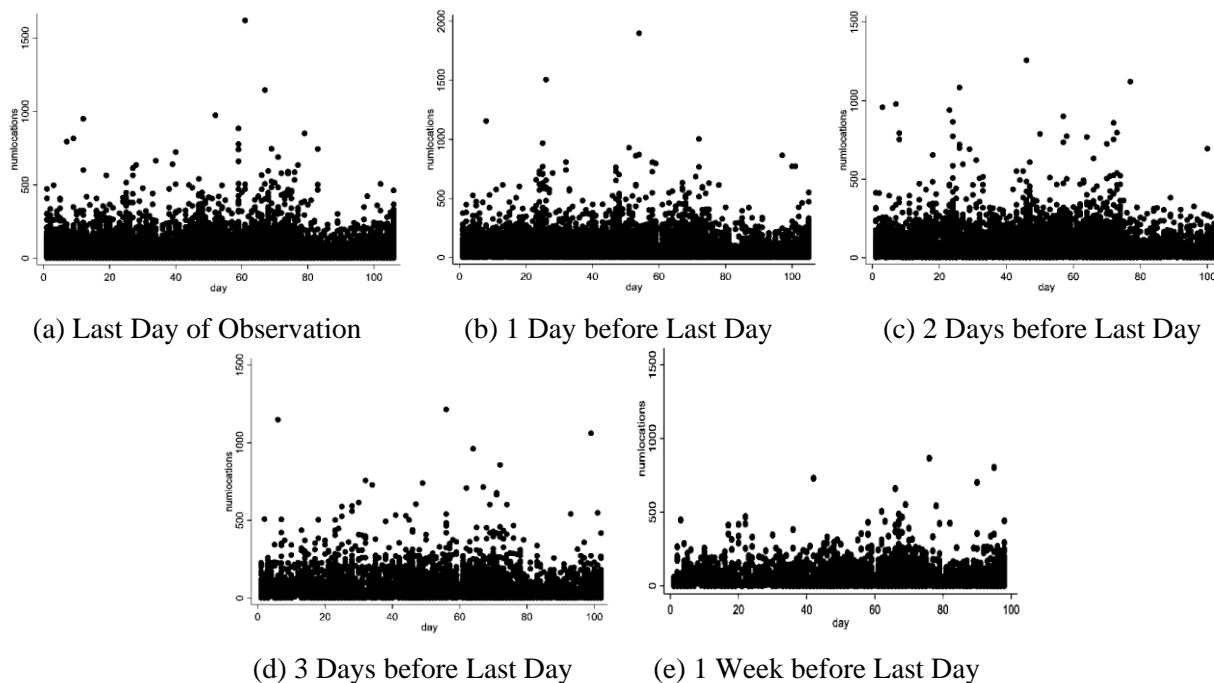 1500
1000
500
0
numlocations
0 20 40 60 80 100
day
(a) Last Day of Observation
2000
1500
1000
500
0
numlocations
0 20 40 60 80 100
day
(b) 1 Day before Last Day
1500
1000
500
0
numlocations
0 20 40 60 80 100
day
(c) 2 Days before Last Day
1500
1000
500
0
numlocations
0 20 40 60 80 100
day
(d) 3 Days before Last Day
1500
1000
500
0
numlocations
0 20 40 60 80 100
day
(e) 1 Week before Last Day